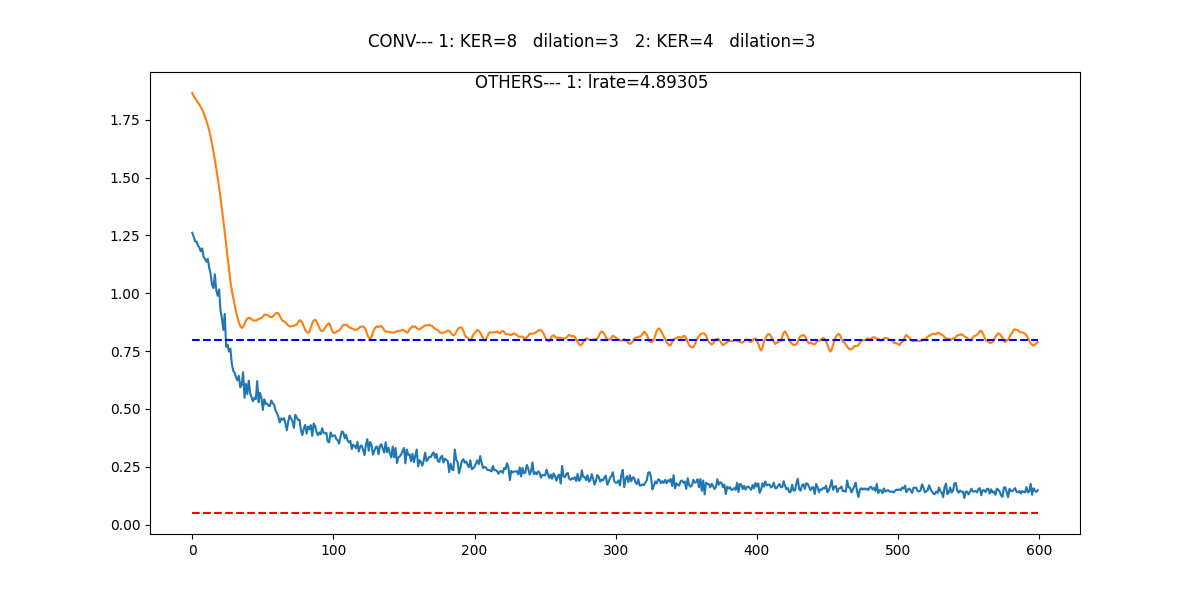 CONV--- 1: KER=8   dilation=3   2: KER=4   dilation=3
OTHERS--- 1: lrate=4.89305
1.75
1.50
1.25
1.00
0.75
0.50
0.25
0.00
0 100 200 300 400 500 600